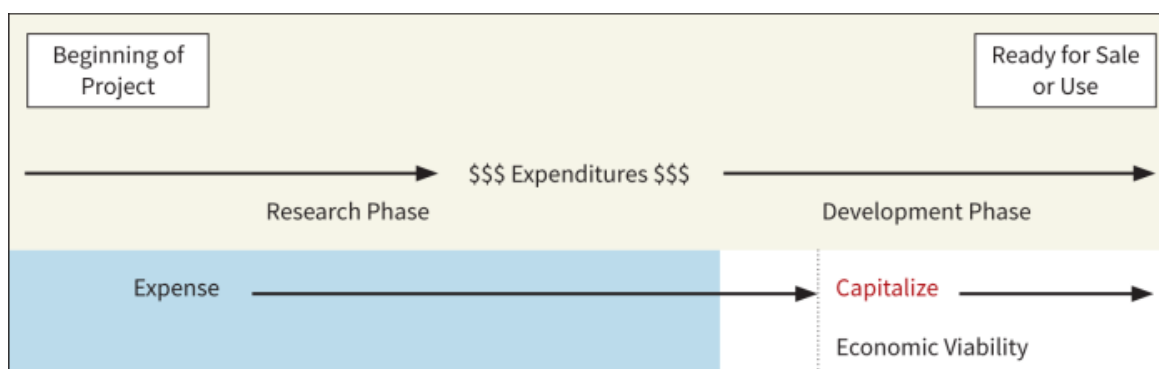 Beginning of
Project
Ready for Sale
or Use
$$$ Expenditures $$$
Research Phase
Development Phase
Expense
Capitalize
Economic Viability